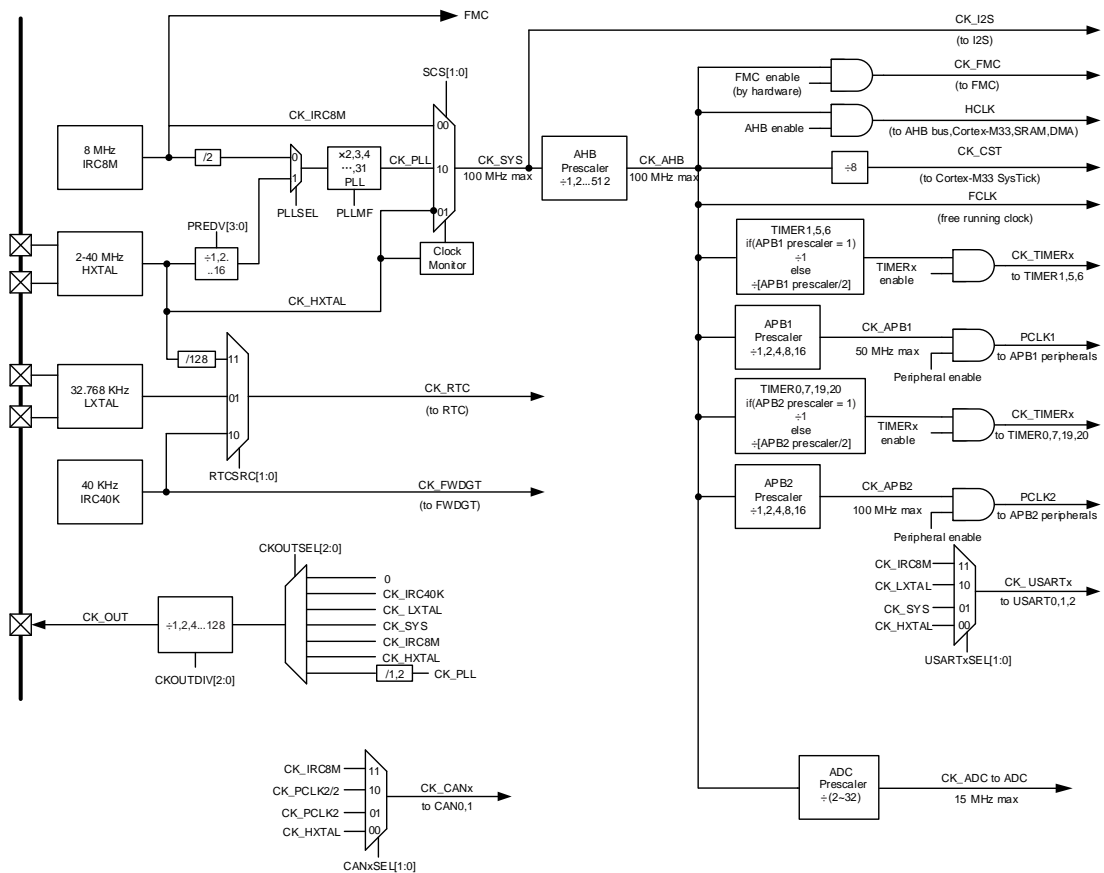 FMC
CK_I2S
(to I2S)
SCS[1:0]
FMC enable
(by hardware)
CK_FMC
(to FMC)
CK_IRC8M
00
AHB enable
HCLK
(to AHB bus,Cortex-M33,SRAM,DMA)
8 MHz
IRC8M
/2
0
1
PLLSEL
×2,3,4
…,31
PLL
PLLMF
CK_PLL
10
01
CK_SYS
100 MHz max
AHB
Prescaler
÷1,2...512
CK_AHB
100 MHz max
÷8
CK_CST
(to Cortex-M33 SysTick)
FCLK
(free running clock)
PREDV[3:0]
2-40 MHz
HXTAL
÷1,2.
..16
Clock
Monitor
TIMER1,5,6
if(APB1 prescaler = 1)
÷1
else
÷[APB1 prescaler/2]
TIMERx
enable
CK_TIMERx
to TIMER1,5,6
CK_HXTAL
/128
11
01
10
RTCSRC[1:0]
APB1
Prescaler
÷1,2,4,8,16
CK_APB1
50 MHz max
Peripheral enable
PCLK1
to APB1 peripherals
32.768 KHz
LXTAL
CK_RTC
(to RTC)
TIMER0,7,19,20
if(APB2 prescaler = 1)
÷1
else
÷[APB2 prescaler/2]
TIMERx
enable
CK_TIMERx
to TIMER0,7,19,20
40 KHz
IRC40K
CK_FWDGT
(to FWDGT)
APB2
Prescaler
÷1,2,4,8,16
CK_APB2
100 MHz max
Peripheral enable
PCLK2
to APB2 peripherals
CKOUTSEL[2:0]
0
CK_IRC40K
CK_LXTAL
CK_SYS
CK_IRC8M
CK_HXTAL
/1,2
CK_PLL
CK_OUT
÷1,2,4...128
CKOUTDIV[2:0]
CK_IRC8M
11
CK_LXTAL
10
CK_SYS
01
CK_HXTAL
00
USARTxSEL[1:0]
CK_USARTx
to USART0,1,2
CK_IRC8M
11
CK_PCLK2/2
10
CK_PCLK2
01
CK_HXTAL
00
CANxSEL[1:0]
CK_CANx
to CAN0,1
ADC
Prescaler
÷(2~32)
CK_ADC to ADC
15 MHz max